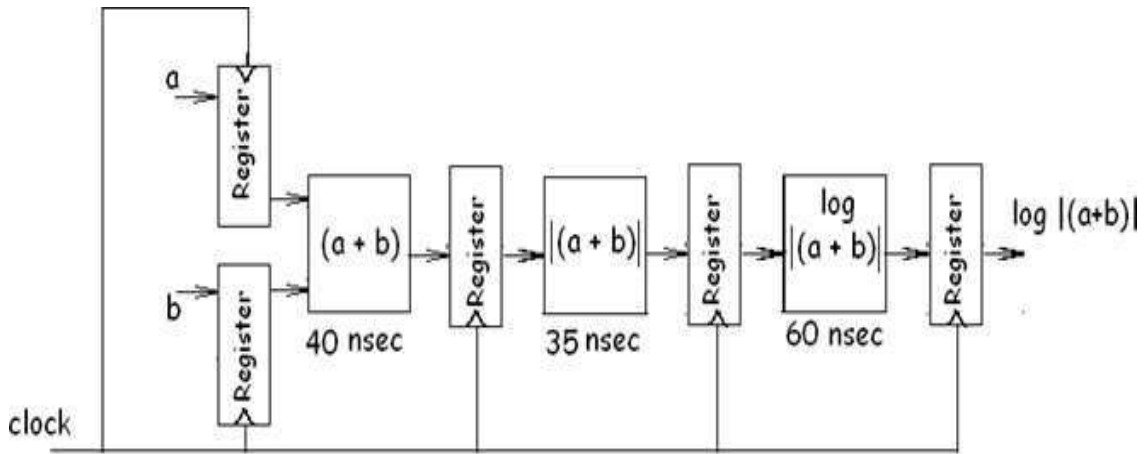 a
Register
b
Register
(a + b)
40 nsec
Register
|(a + b)|
35 nsec
Register
log
|(a + b)|
60 nsec
Register
log |(a+b)|
clock